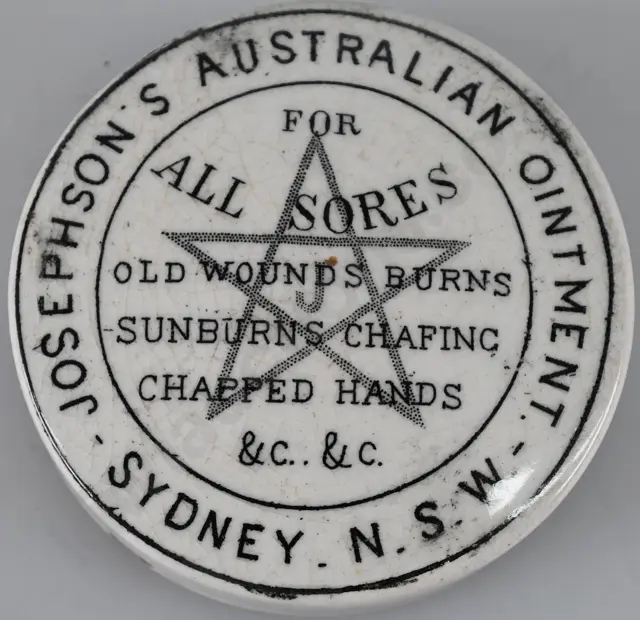 JOSEPHSON'S AUSTRALIAN OINTMENT.
- SYDNEY. N.S.W. -
FOR
ALL SORES
J
OLD WOUNDS BURNS
SUNBURNS CHAFING
CHAPPED HANDS
&C.. &C.